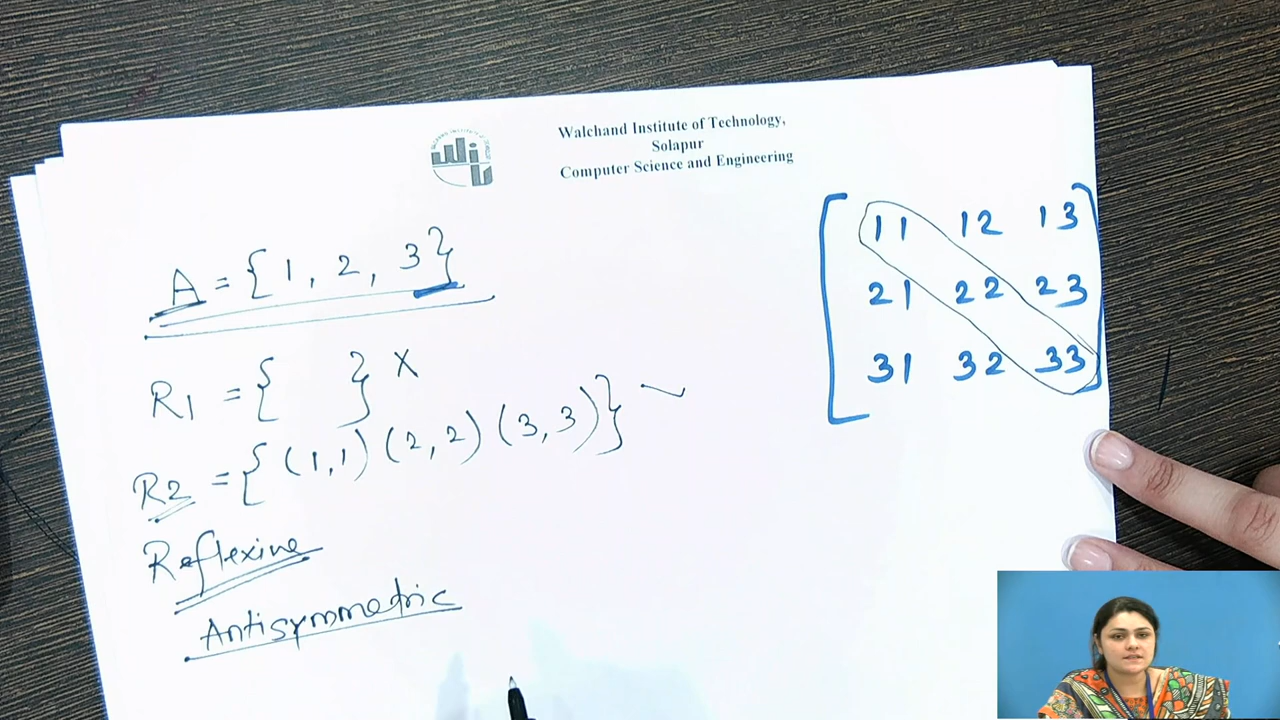 Walchand Institute of Technology,
Solapur
Computer Science and Engineering
A = {1, 2, 3}
R1 = { } X
R2 = {(1,1) (2,2) (3,3)} ✓
Reflexive
Antisymmetric
11 12 13
21 22 23
31 32 33